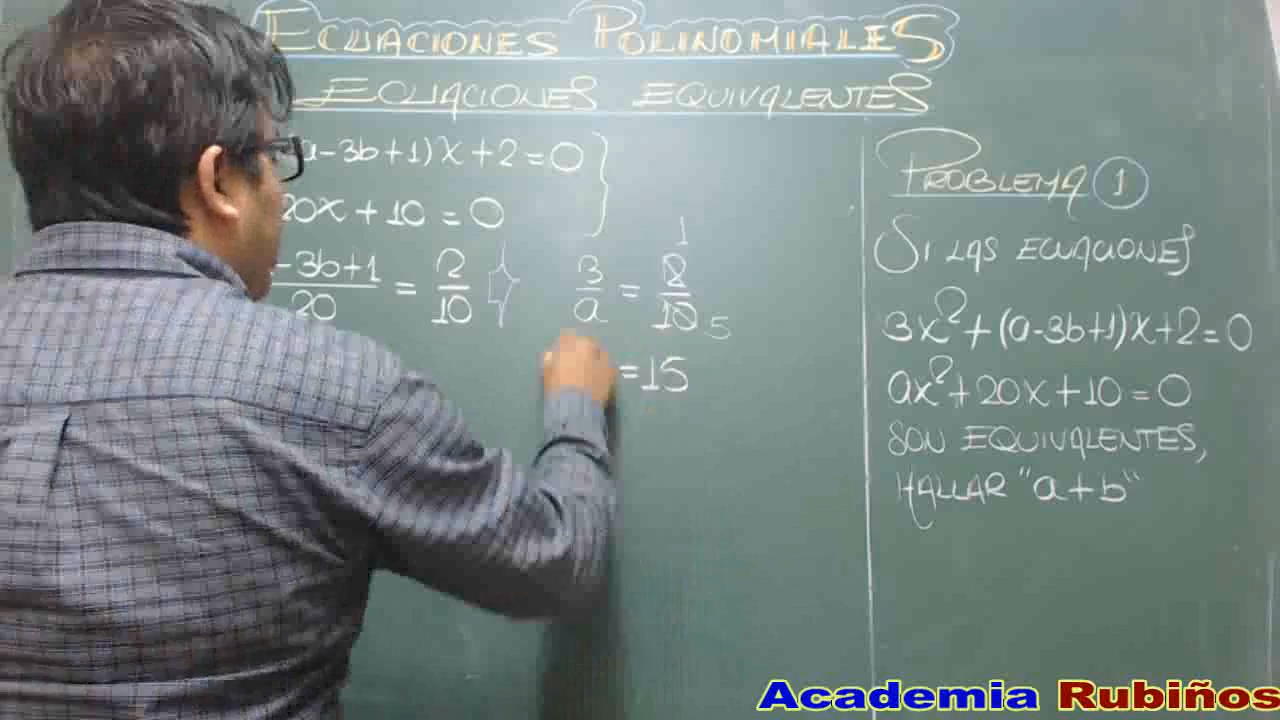 ECUACIONES POLINOMIALES
ECUACIONES EQUIVALENTES
a-3b+1)x+2=0
20x+10=0
-3b+1/20 = 2/10
3/a = 2/10 1 5
=15
PROBLEMA 1
SI LAS ECUACIONES
3x²+(a-3b+1)x+2=0
ax²+20x+10=0
SON EQUIVALENTES,
HALLAR "a+b"
Academia Rubiños